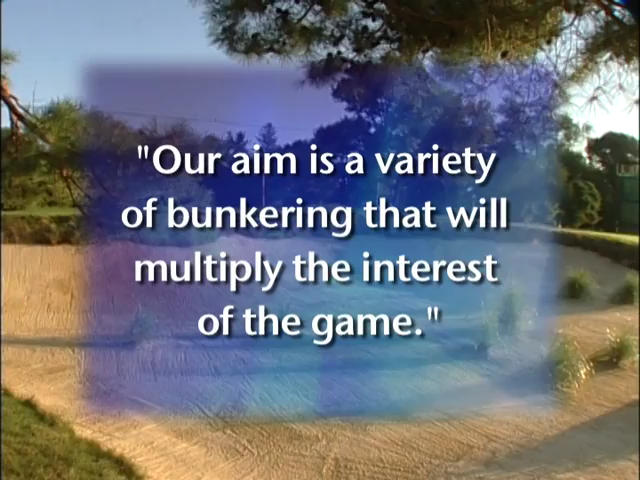 "Our aim is a variety
of bunkering that will
multiply the interest
of the game."